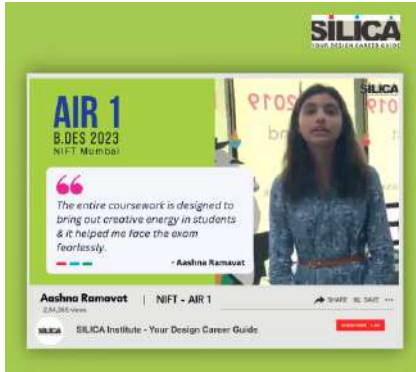 SILICA
YOUR DESIGN CAREER GUIDE
SILICA
AIR 1
B.DES 2023
NIFT Mumbai
The entire coursework is designed to
bring out creative energy in students
& it helped me face the exam
fearlessly.
- Aashna Ramavat
Aashna Ramavat | NIFT - AIR 1
SHARE
SAVE
SILICA
SILICA Institute - Your Design Career Guide